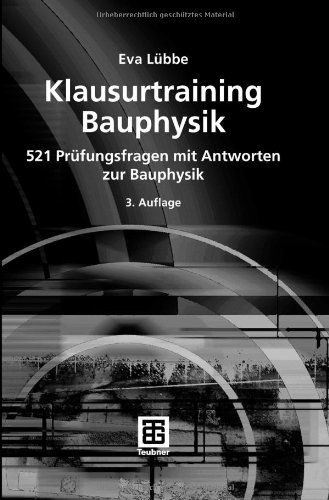 Urheberrechtlich geschütztes Material
Eva Lübbe
Klausurtraining
Bauphysik
521 Prüfungsfragen mit Antworten
zur Bauphysik
3. Auflage
Teubner